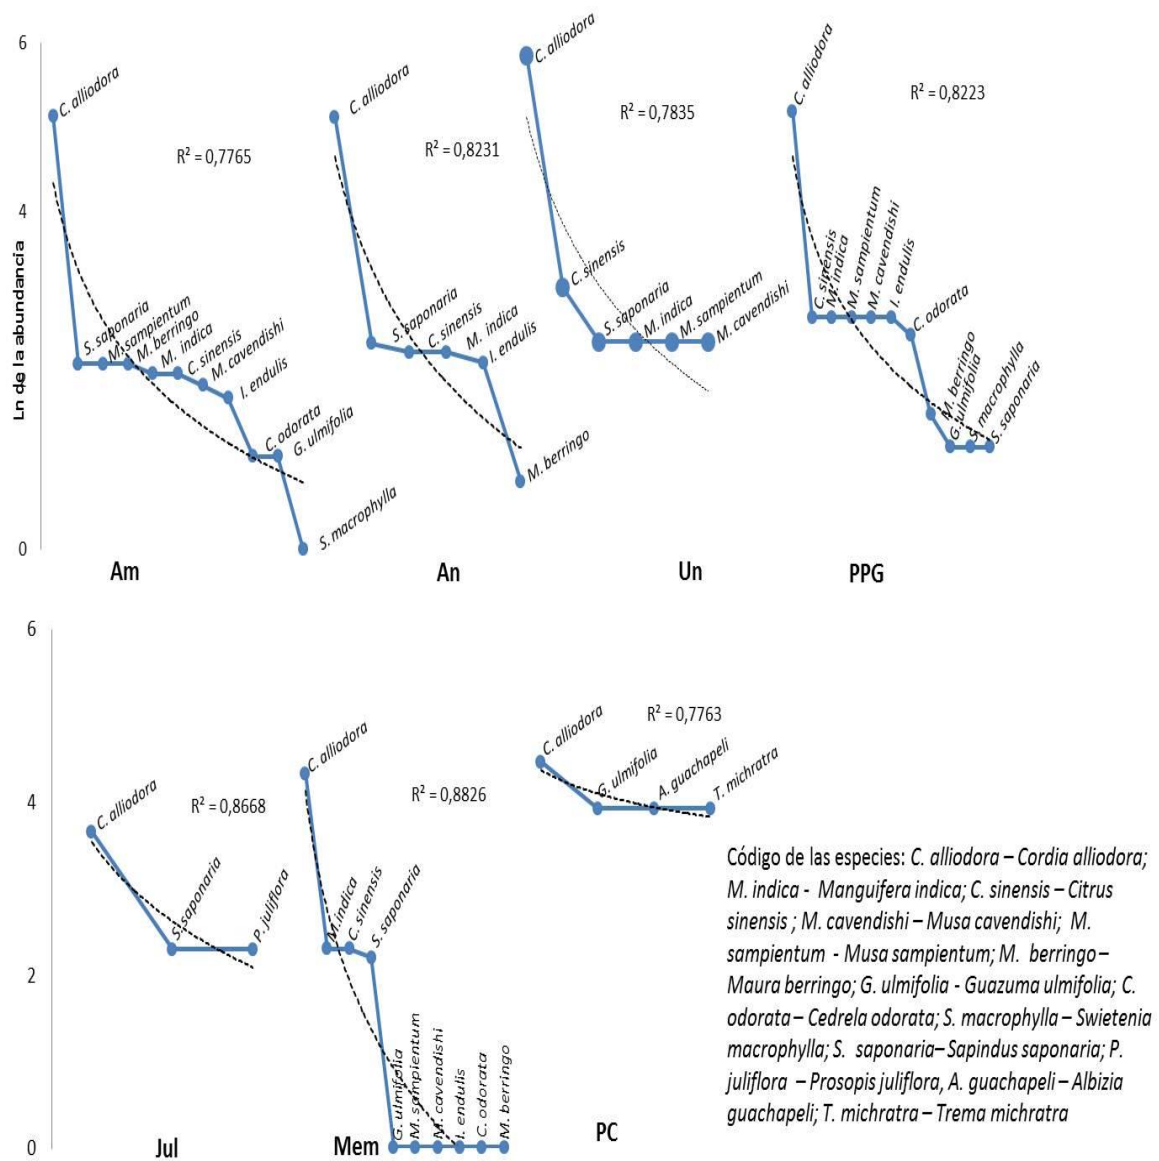 6
4
2
0
Ln de la abundancia
C. alliodora
R² = 0,7765
S. saponaria
M. sampientum
M. berringo
M. indica
C. sinensis
M. cavendishi
I. endulis
C. odorata
G. ulmifolia
S. macrophylla
Am
C. alliodora
R² = 0,8231
S. saponaria
C. sinensis
M. indica
I. endulis
M. berringo
An
C. alliodora
R² = 0,7835
C. sinensis
S. saponaria
M. indica
M. sampientum
M. cavendishi
Un
C. alliodora
R² = 0,8223
C. sinensis
M. indica
M. sampientum
M. cavendishi
I. endulis
C. odorata
M. berringo
G. ulmifolia
S. macrophylla
S. saponaria
PPG
6
4
2
0
C. alliodora
R² = 0,8668
S. saponaria
P. juliflora
Jul
C. alliodora
R² = 0,8826
M.indica
C. sinensis
S. saponaria
G. ulmifolia
M. sampientum
M. cavendishi
I. endulis
C. odorata
M. berringo
Mem
C. alliodora
R² = 0,7763
G. ulmifolia
A. guachapeli
T. michratra
PC
Código de las especies: C. alliodora – Cordia alliodora;
M. indica - Manguifera indica; C. sinensis – Citrus
sinensis ; M. cavendishi – Musa cavendishi; M.
sampientum - Musa sampientum; M. berringo –
Maura berringo; G. ulmifolia - Guazuma ulmifolia; C.
odorata – Cedrela odorata; S. macrophylla – Swietenia
macrophylla; S. saponaria– Sapindus saponaria; P.
juliflora – Prosopis juliflora, A. guachapeli – Albizia
guachapeli; T. michratra – Trema michratra